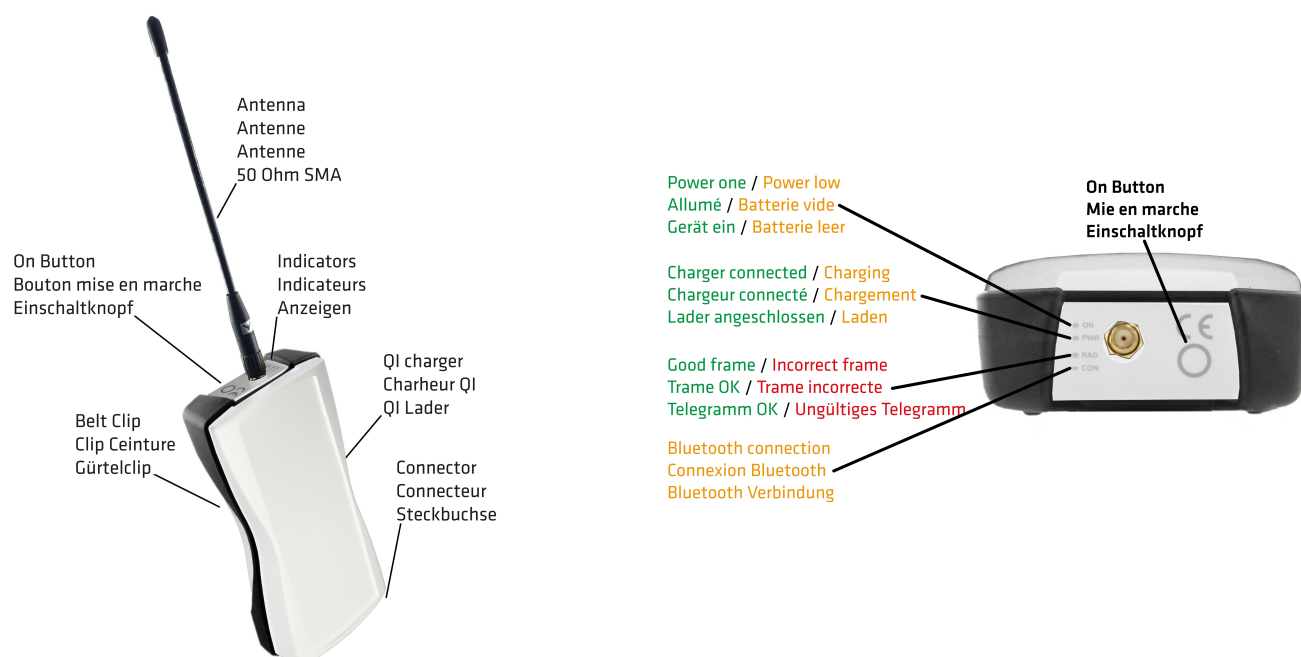 Antenna
Antenne
Antenne
50 Ohm SMA
On Button
Bouton mise en marche
Einschaltknopf
Indicators
Indicateurs
Anzeigen
QI charger
Charheur QI
QI Lader
Belt Clip
Clip Ceinture
Gürtelclip
Connector
Connecteur
Steckbuchse
Power one / Power low
Allumé / Batterie vide
Gerät ein / Batterie leer
Charger connected / Charging
Chargeur connecté / Chargement
Lader angeschlossen / Laden
Good frame / Incorrect frame
Trame OK / Trame incorrecte
Telegramm OK / Ungültiges Telegramm
Bluetooth connection
Connexion Bluetooth
Bluetooth Verbindung
On Button
Mie en marche
Einschaltknopf
ON
PWR
RAD
CON
CE